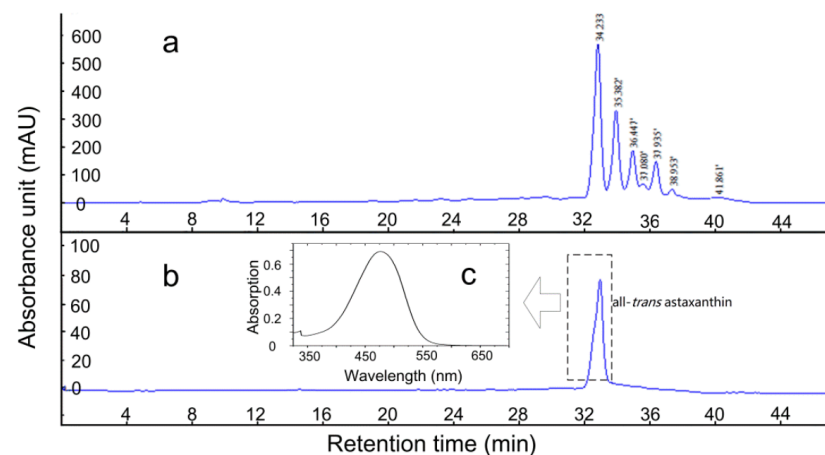 a
600
500
400
300
200
100
0
34 233
35 382'
36 447'
37 080'
37 935'
38 953'
41 861'
4 8 12 16 20 24 28 32 36 40 44
b
100
80
60
40
20
0
c
0.6
0.4
0.2
0
Absorption
350 450 550 650
Wavelength (nm)
all-trans astaxanthin
4 8 12 16 20 24 28 32 36 40 44
Absorbance unit (mAU)
Retention time (min)